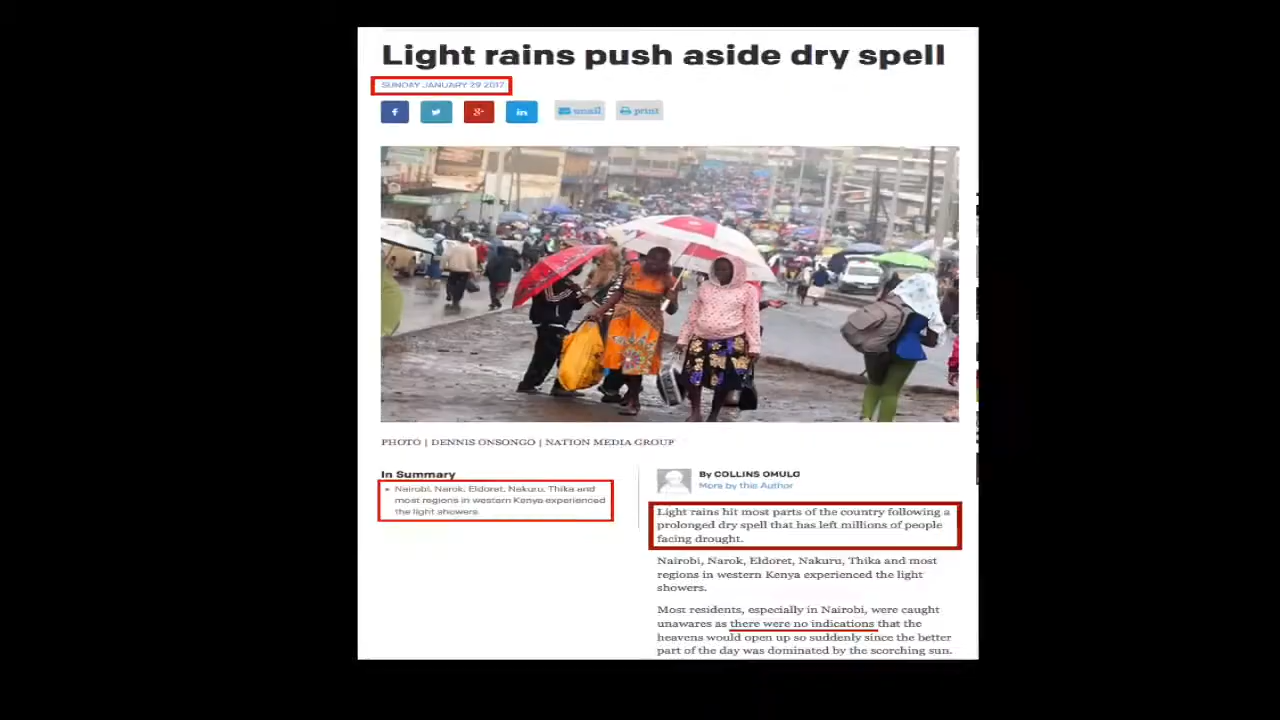 Light rains push aside dry spell
SUNDAY JANUARY 29 2017
f
g+
in
email
print
PHOTO | DENNIS ONSONGO | NATION MEDIA GROUP
In Summary
Nairobi, Narok, Eldoret, Nakuru, Thika and
most regions in western Kenya experienced
the light showers.
By COLLINS OMULO
More by this Author
Light rains hit most parts of the country following a
prolonged dry spell that has left millions of people
facing drought.
Nairobi, Narok, Eldoret, Nakuru, Thika and most
regions in western Kenya experienced the light
showers.
Most residents, especially in Nairobi, were caught
unawares as there were no indications that the
heavens would open up so suddenly since the better
part of the day was dominated by the scorching sun.